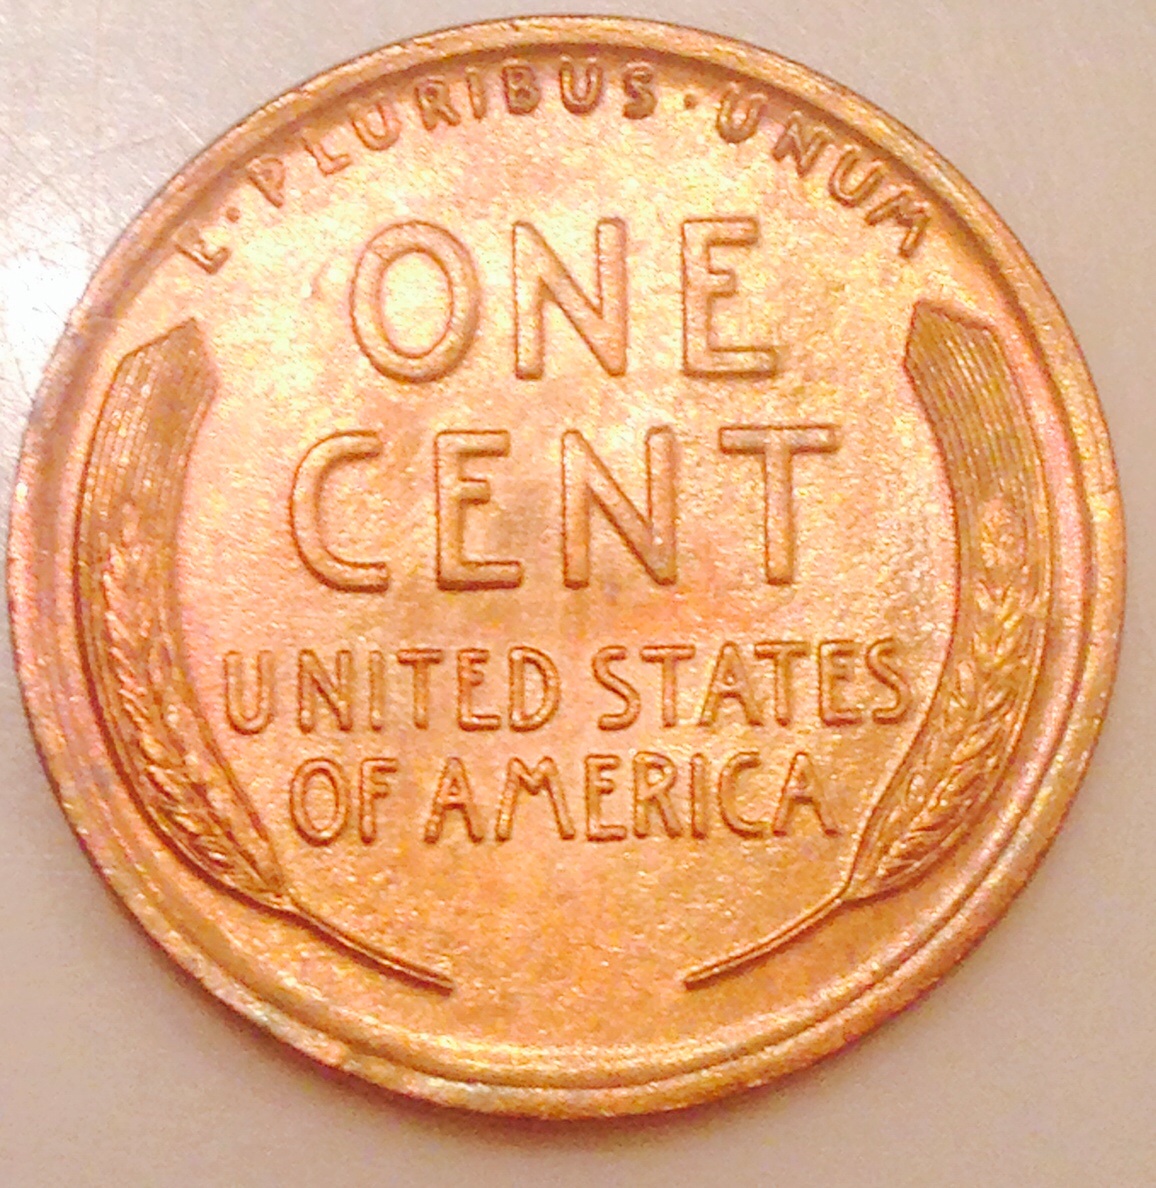 E·PLURIBUS·UNUM
ONE
CENT
UNITED STATES
OF AMERICA